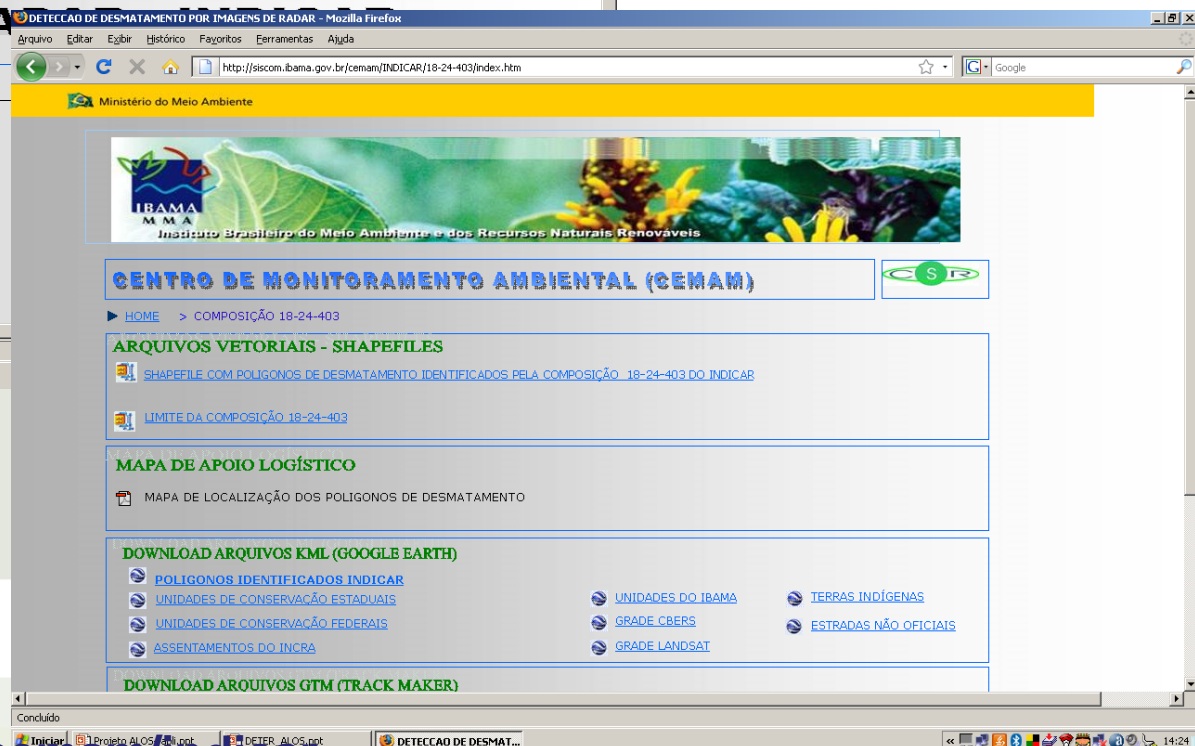 DETECCAO DE DESMATAMENTO POR IMAGENS DE RADAR - Mozilla Firefox
Arquivo Editar Exibir Histórico Favoritos Ferramentas Ajuda
http://siscom.ibama.gov.br/cemam/INDICAR/18-24-403/index.htm
Google
Ministério do Meio Ambiente
IBAMA
M M A
Instituto Brasileiro do Meio Ambiente e dos Recursos Naturais Renováveis
CENTRO DE MONITORAMENTO AMBIENTAL (CEMAM)
CSR
HOME > COMPOSIÇÃO 18-24-403
ARQUIVOS VETORIAIS - SHAPEFILES
SHAPEFILE COM POLIGONOS DE DESMATAMENTO IDENTIFICADOS PELA COMPOSIÇÃO 18-24-403 DO INDICAR
LIMITE DA COMPOSIÇÃO 18-24-403
MAPA DE APOIO LOGÍSTICO
MAPA DE LOCALIZAÇÃO DOS POLIGONOS DE DESMATAMENTO
DOWNLOAD ARQUIVOS KML (GOOGLE EARTH)
POLIGONOS IDENTIFICADOS INDICAR
UNIDADES DE CONSERVAÇÃO ESTADUAIS
UNIDADES DE CONSERVAÇÃO FEDERAIS
ASSENTAMENTOS DO INCRA
UNIDADES DO IBAMA
GRADE CBERS
GRADE LANDSAT
TERRAS INDÍGENAS
ESTRADAS NÃO OFICIAIS
DOWNLOAD ARQUIVOS GTM (TRACK MAKER)
Concluído
Iniciar Projeto ALOS DETER_ALOS.ppt DETECCAO DE DESMAT... 14:24